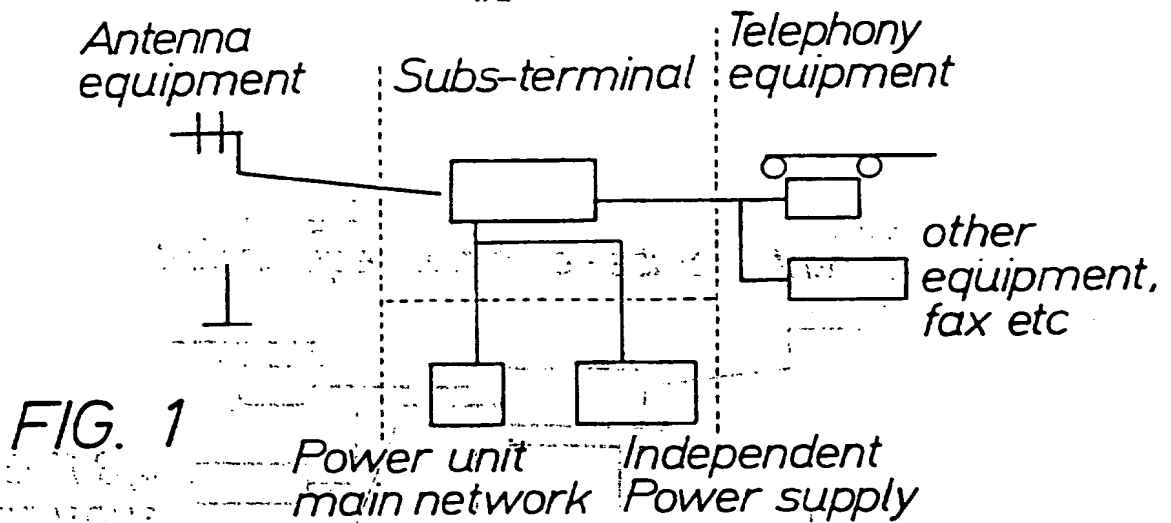 Antenna
equipment
Subs-terminal
Telephony
equipment
other
equipment,
fax etc
FIG. 1
Power unit
main network
Independent
Power supply